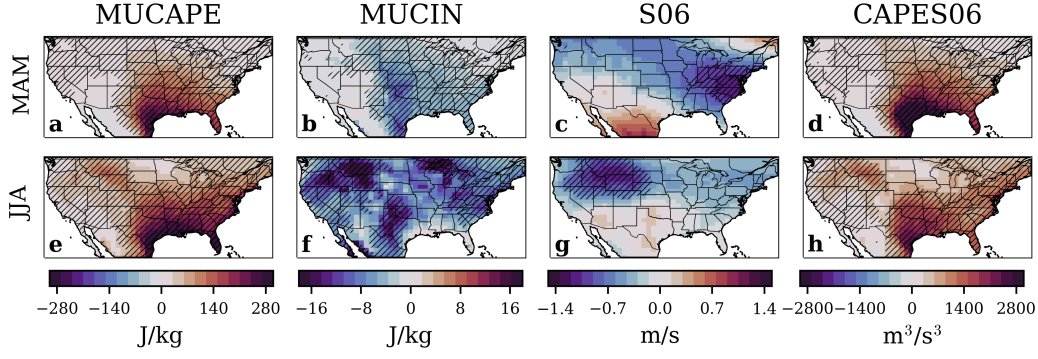 MUCAPE MUCIN S06 CAPES06
MAM
a b c d
JJA
e f g h
−280 −140 0 140 280 −16 −8 0 8 16 −1.4 −0.7 0.0 0.7 1.4 −2800 −1400 0 1400 2800
J/kg J/kg m/s m³/s³